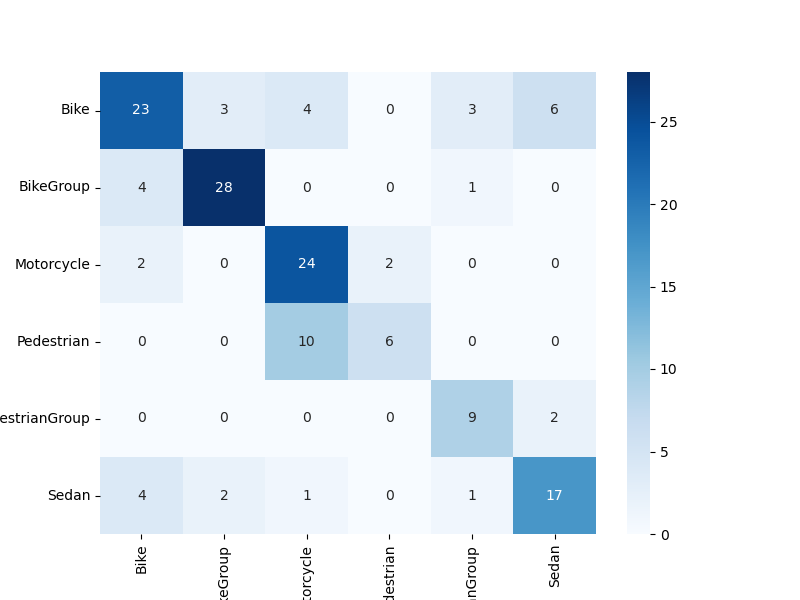 Bike 23 3 4 0 3 6
BikeGroup 4 28 0 0 1 0
Motorcycle 2 0 24 2 0 0
Pedestrian 0 0 10 6 0 0
estrianGroup 0 0 0 0 9 2
Sedan 4 2 1 0 1 17
Bike
keGroup
torcycle
destrian
anGroup
Sedan
25
20
15
10
5
0